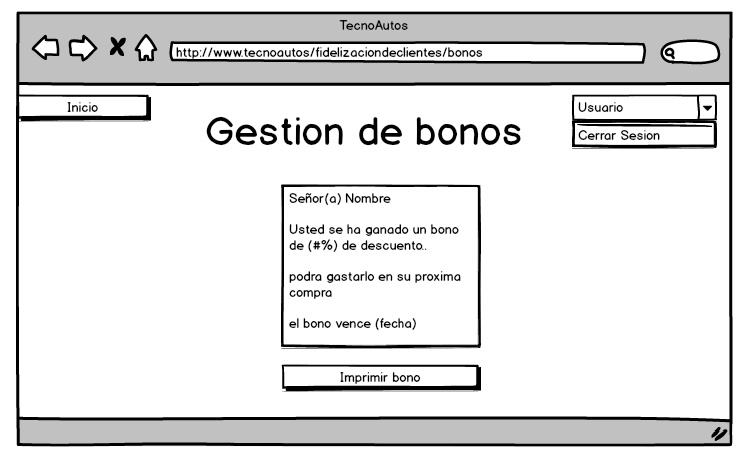 TecnoAutos
http://www.tecnoautos/fidelizaciondeclientes/bonos
Inicio
Usuario
Cerrar Sesion
Gestion de bonos
Señor(a) Nombre
Usted se ha ganado un bono
de (#%) de descuento..
podra gastarlo en su proxima
compra
el bono vence (fecha)
Imprimir bono